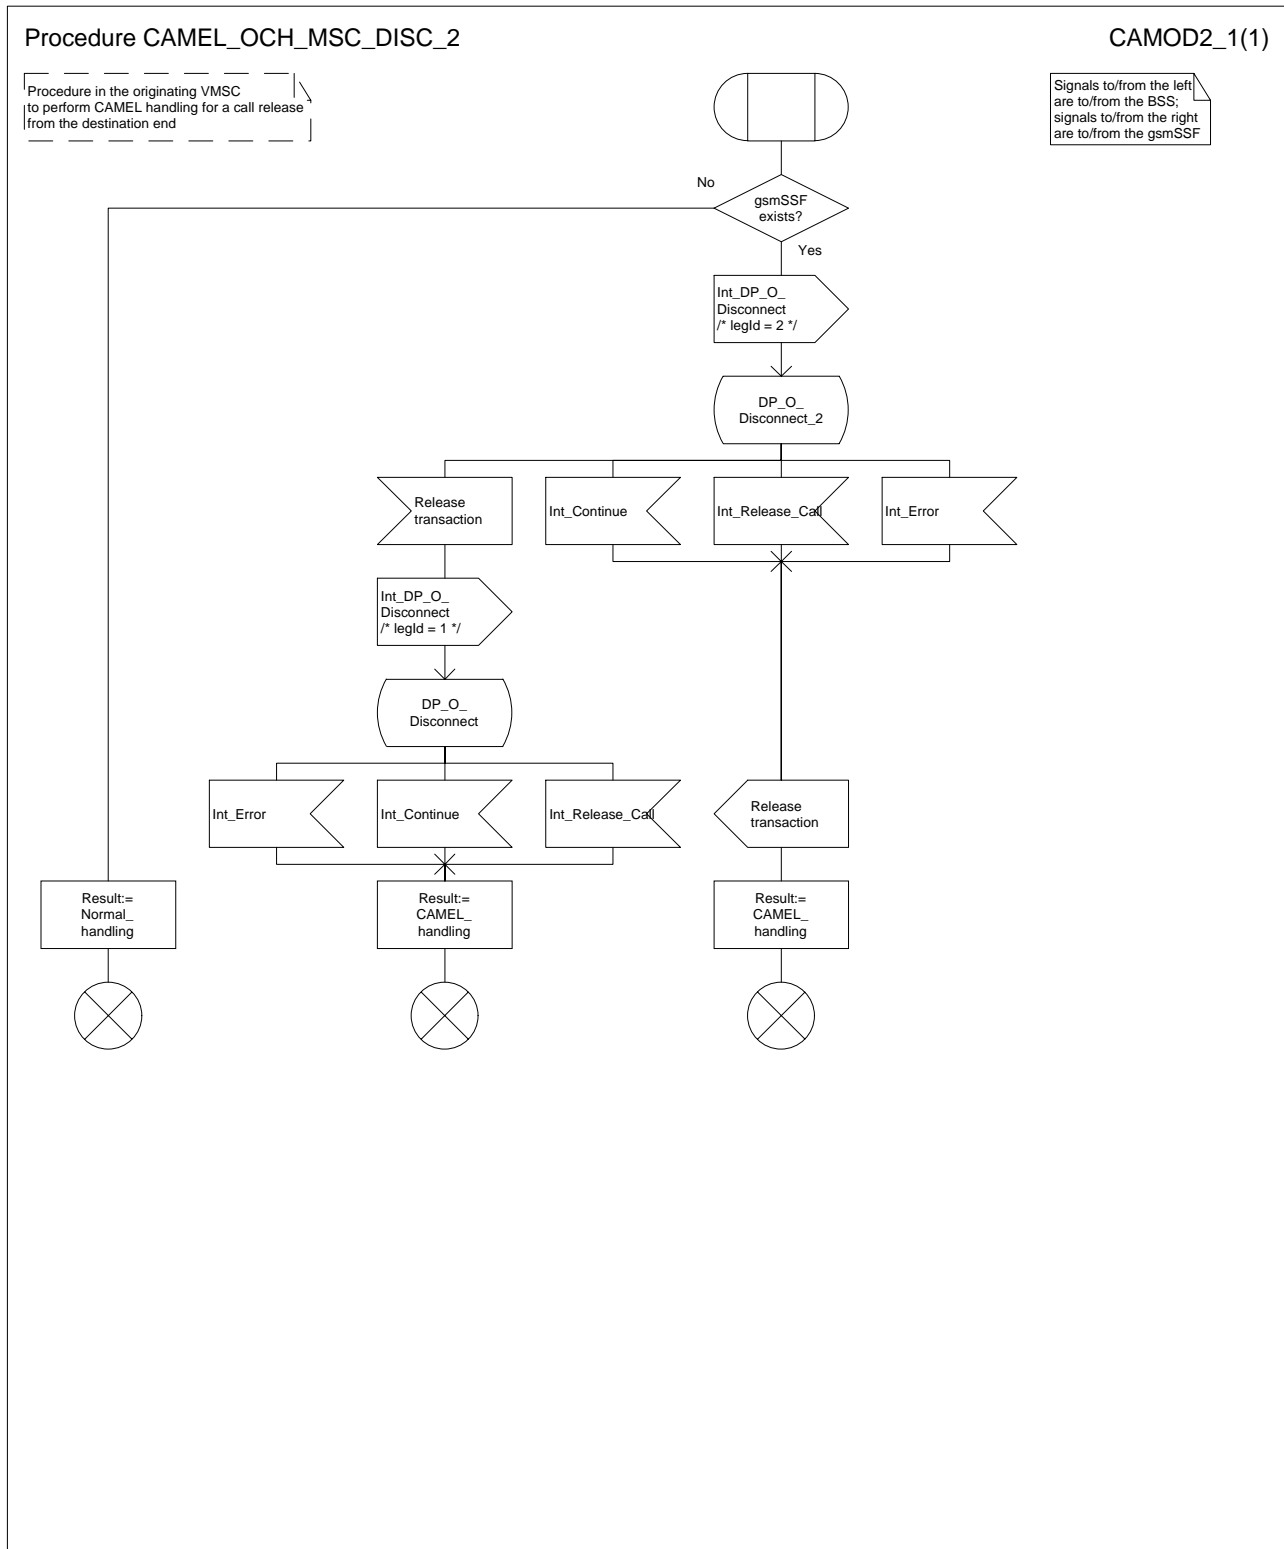 Procedure CAMEL_OCH_MSC_DISC_2
CAMOD2_1(1)
Procedure in the originating VMSC
to perform CAMEL handling for a call release
from the destination end
Signals to/from the left
are to/from the BSS;
signals to/from the right
are to/from the gsmSSF
No
gsmSSF
exists?
Yes
Int_DP_O_
Disconnect
/* legId = 2 */
DP_O_
Disconnect_2
Release
transaction
Int_Continue
Int_Release_Call
Int_Error
Int_DP_O_
Disconnect
/* legId = 1 */
DP_O_
Disconnect
Int_Error
Int_Continue
Int_Release_Call
Release
transaction
Result:=
Normal_
handling
Result:=
CAMEL_
handling
Result:=
CAMEL_
handling